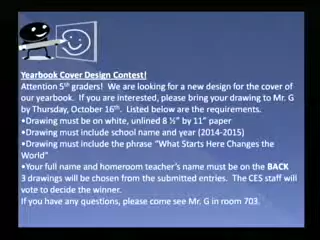 Yearbook Cover Design Contest!
Attention 5th graders!  We are looking for a new design for the cover of
our yearbook.  If you are interested, please bring your drawing to Mr. G
by Thursday, October 16th.  Listed below are the requirements.
•Drawing must be on white, unlined 8 ½” by 11” paper
•Drawing must include school name and year (2014-2015)
•Drawing must include the phrase “What Starts Here Changes the
World”
•Your full name and homeroom teacher’s name must be on the BACK
3 drawings will be chosen from the submitted entries.  The CES staff will
vote to decide the winner.
If you have any questions, please come see Mr. G in room 703.